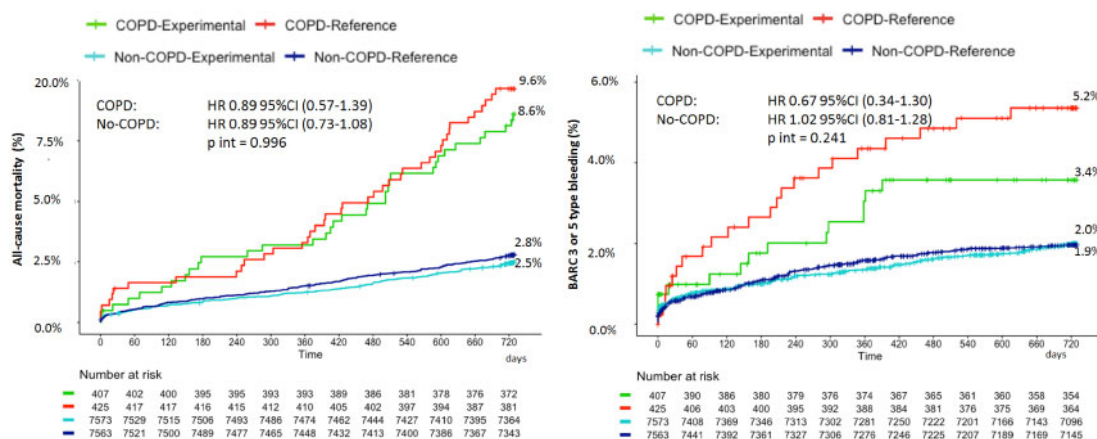 COPD-Experimental COPD-Reference
Non-COPD-Experimental Non-COPD-Reference
20.0%
7.5%
5.0%
2.5%
0.0%
All-cause mortality (%)
COPD: HR 0.89 95%CI (0.57-1.39)
No-COPD: HR 0.89 95%CI (0.73-1.08)
p int = 0.996
9.6%
8.6%
2.8%
2.5%
0 60 120 180 240 300 360 420 480 540 600 660 720
Time
days
Number at risk
407 402 400 395 395 393 393 389 386 381 378 376 372
425 417 417 416 415 412 410 405 402 397 394 387 381
7573 7529 7515 7506 7493 7486 7474 7462 7444 7427 7410 7395 7364
7563 7521 7500 7489 7477 7465 7448 7432 7413 7400 7386 7367 7343
COPD-Experimental COPD-Reference
Non-COPD-Experimental Non-COPD-Reference
6.0%
4.0%
2.0%
0.0%
BARC 3 or 5 type bleeding (%)
COPD: HR 0.67 95%CI (0.34-1.30)
No-COPD: HR 1.02 95%CI (0.81-1.28)
p int = 0.241
5.2%
3.4%
2.0%
1.9%
0 60 120 180 240 300 360 420 480 540 600 660 720
Time
days
Number at risk
407 390 386 380 379 376 374 367 365 361 360 358 354
425 406 403 400 395 392 388 384 381 376 375 369 364
7573 7408 7369 7346 7313 7302 7281 7250 7222 7201 7166 7143 7096
7563 7441 7392 7361 7327 7306 7276 7246 7225 7207 7189 7169 7145